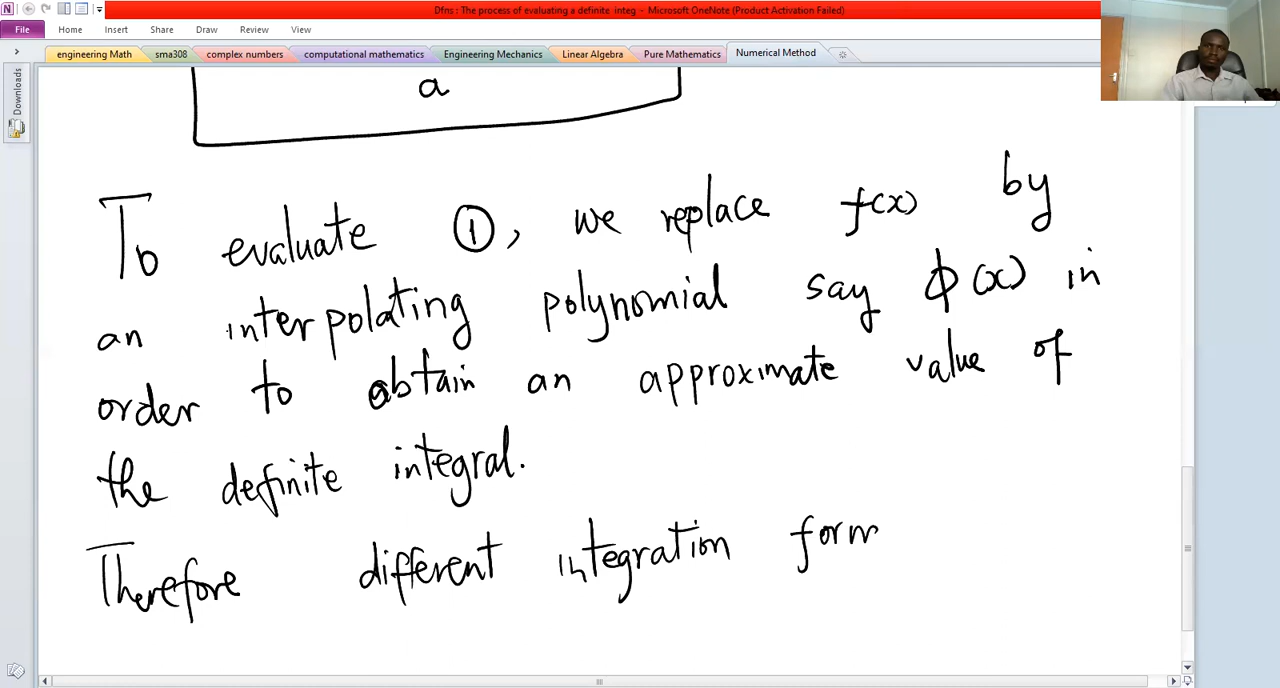 Dfns : The process of evaluating a definite integ - Microsoft OneNote (Product Activation Failed)
File Home Insert Share Draw Review View
engineering Math sma308 complex numbers computational mathematics Engineering Mechanics Linear Algebra Pure Mathematics Numerical Method
Downloads
a
To evaluate ①, we replace f(x) by
an interpolating polynomial say ϕ(x) in
order to obtain an approximate value of
the definite integral.
Therefore different integration form